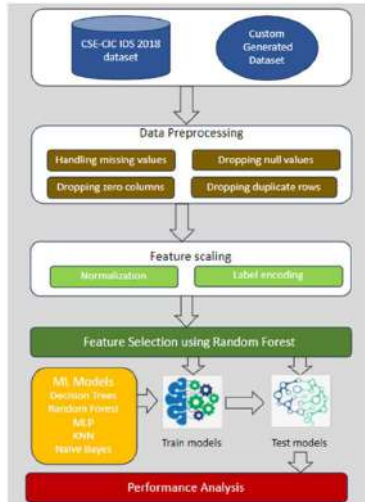 CSE-CIC IDS 2018
dataset
Custom
Generated
Dataset
Data Preprocessing
Handling missing values
Dropping null values
Dropping zero columns
Dropping duplicate rows
Feature scaling
Normalization
Label encoding
Feature Selection using Random Forest
ML Models
Decision Trees
Random Forest
MLP
KNN
Naive Bayes
Train models
Test models
Performance Analysis